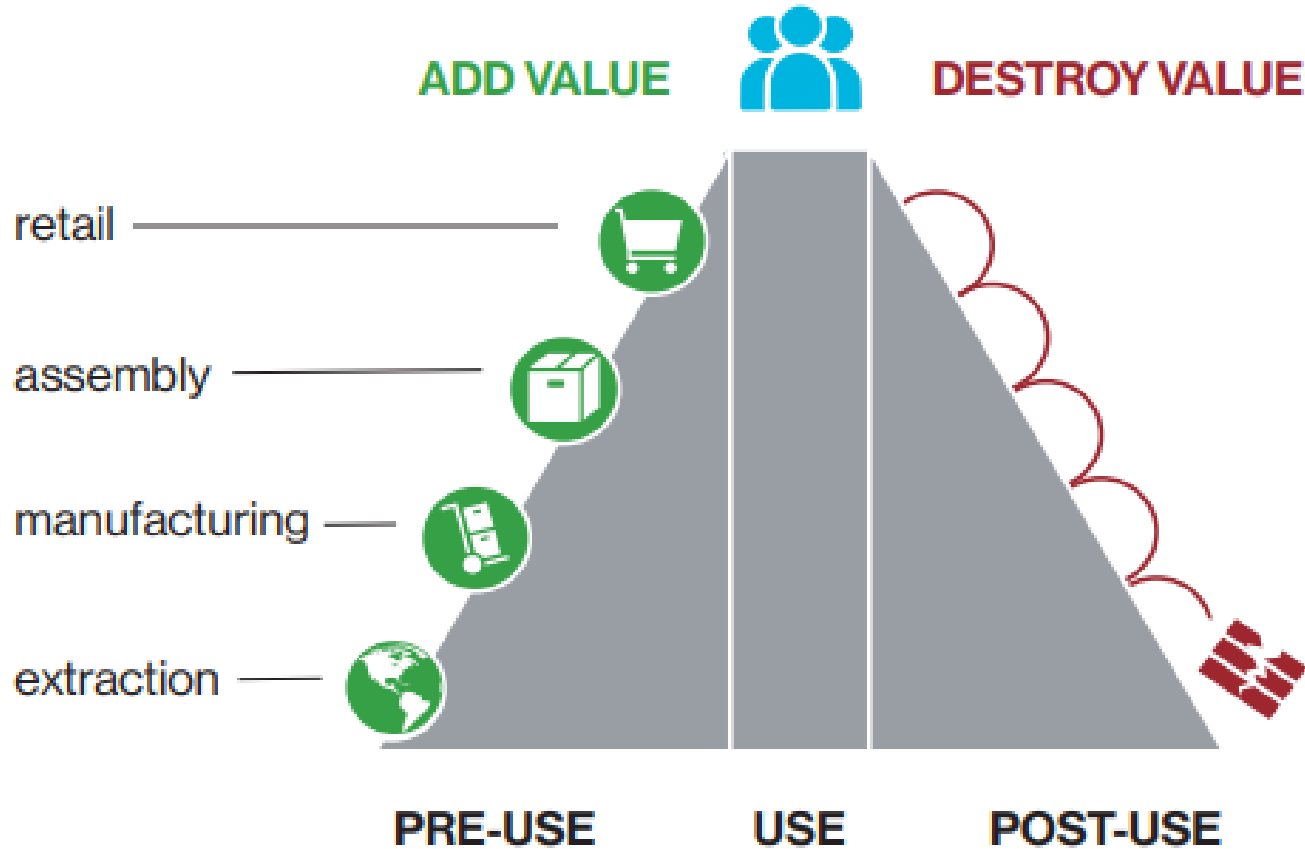 ADD VALUE
DESTROY VALUE
retail
assembly
manufacturing
extraction
PRE-USE
USE
POST-USE